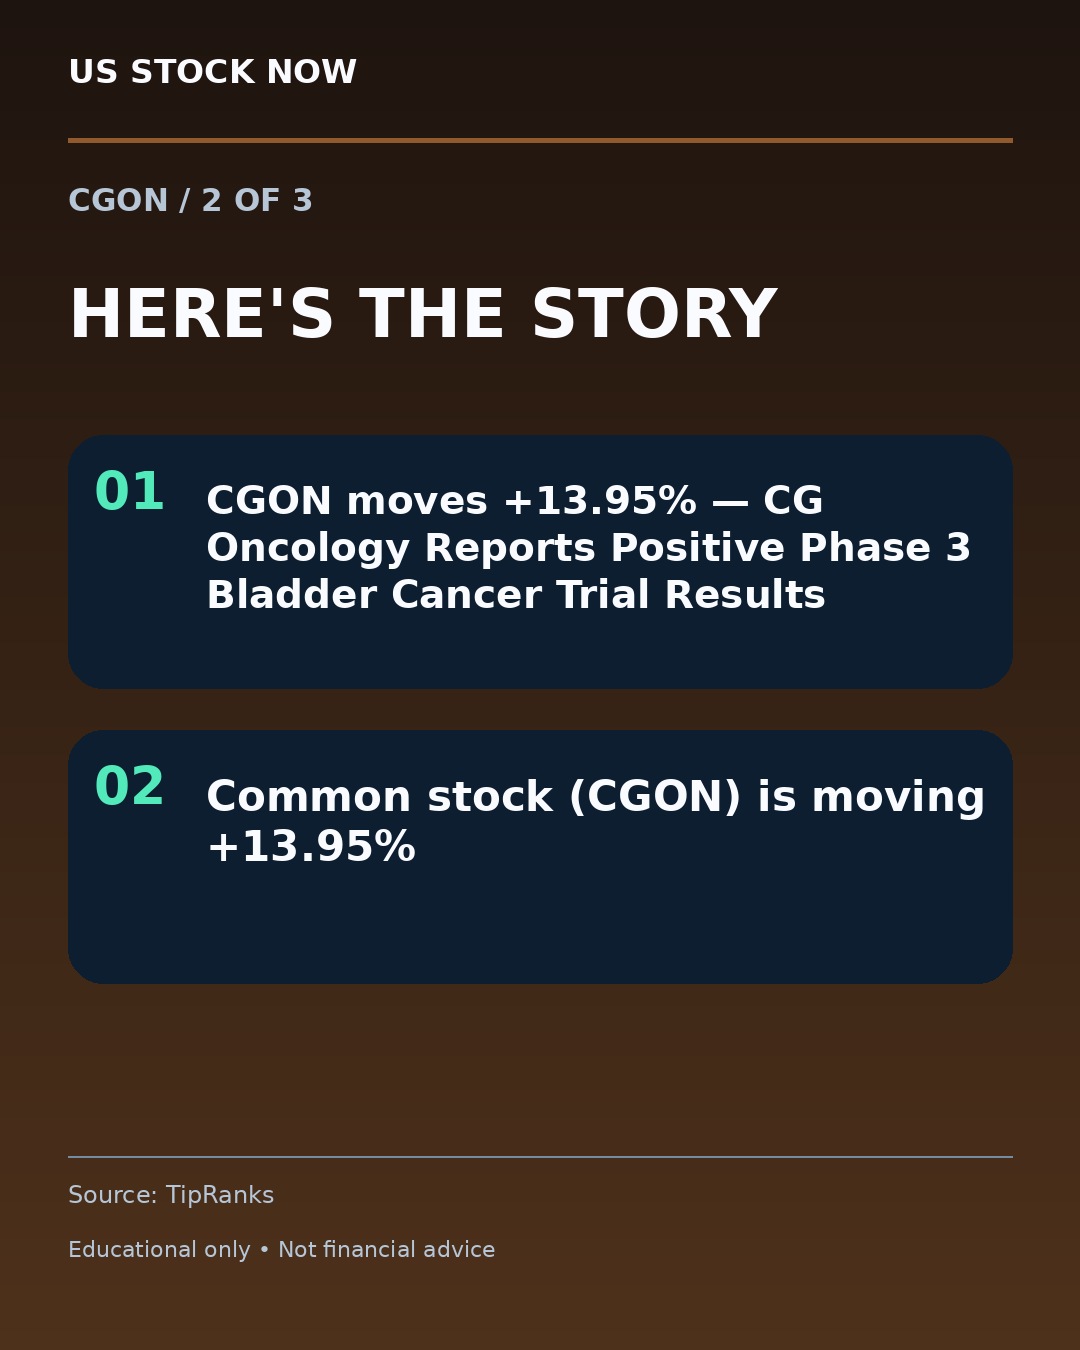 US STOCK NOW
CGON / 2 OF 3
HERE'S THE STORY
01
CGON moves +13.95% — CG
Oncology Reports Positive Phase 3
Bladder Cancer Trial Results
02
Common stock (CGON) is moving
+13.95%
Source: TipRanks
Educational only • Not financial advice